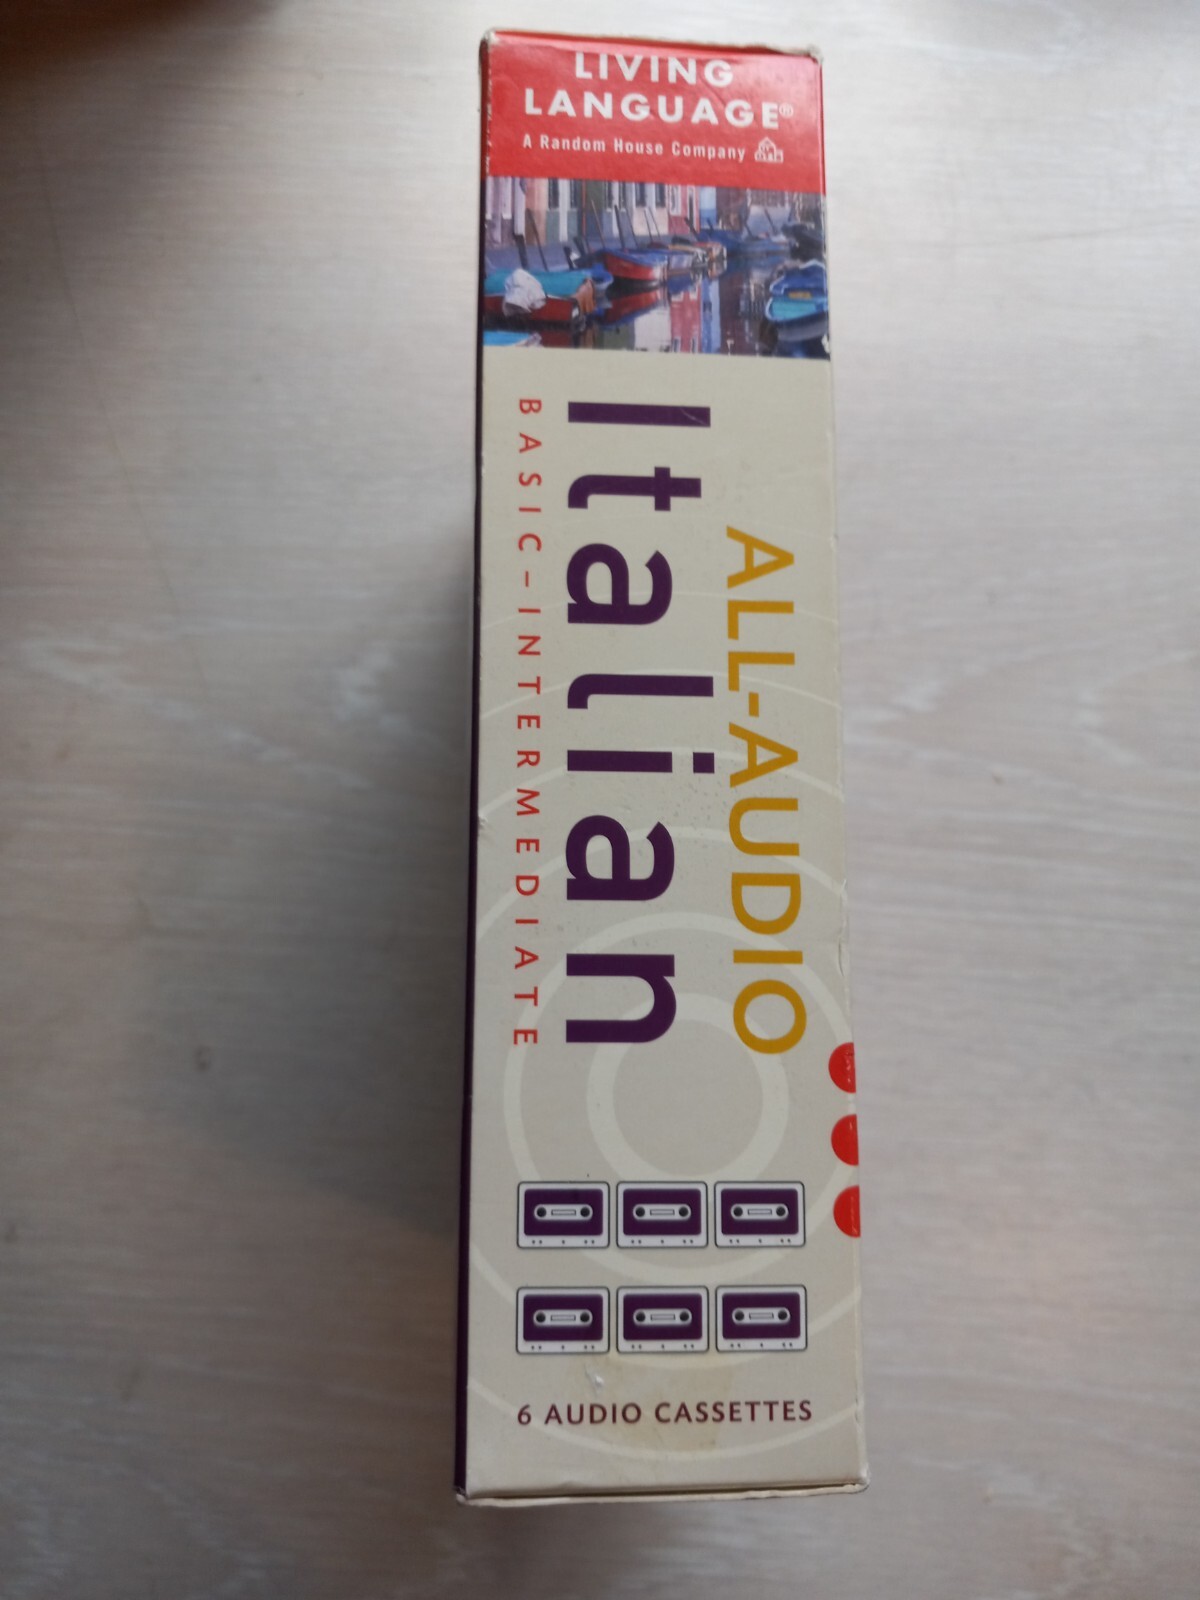 LIVING
LANGUAGE®
A Random House Company
ALL-AUDIO
Italian
BASIC-INTERMEDIATE
6 AUDIO CASSETTES